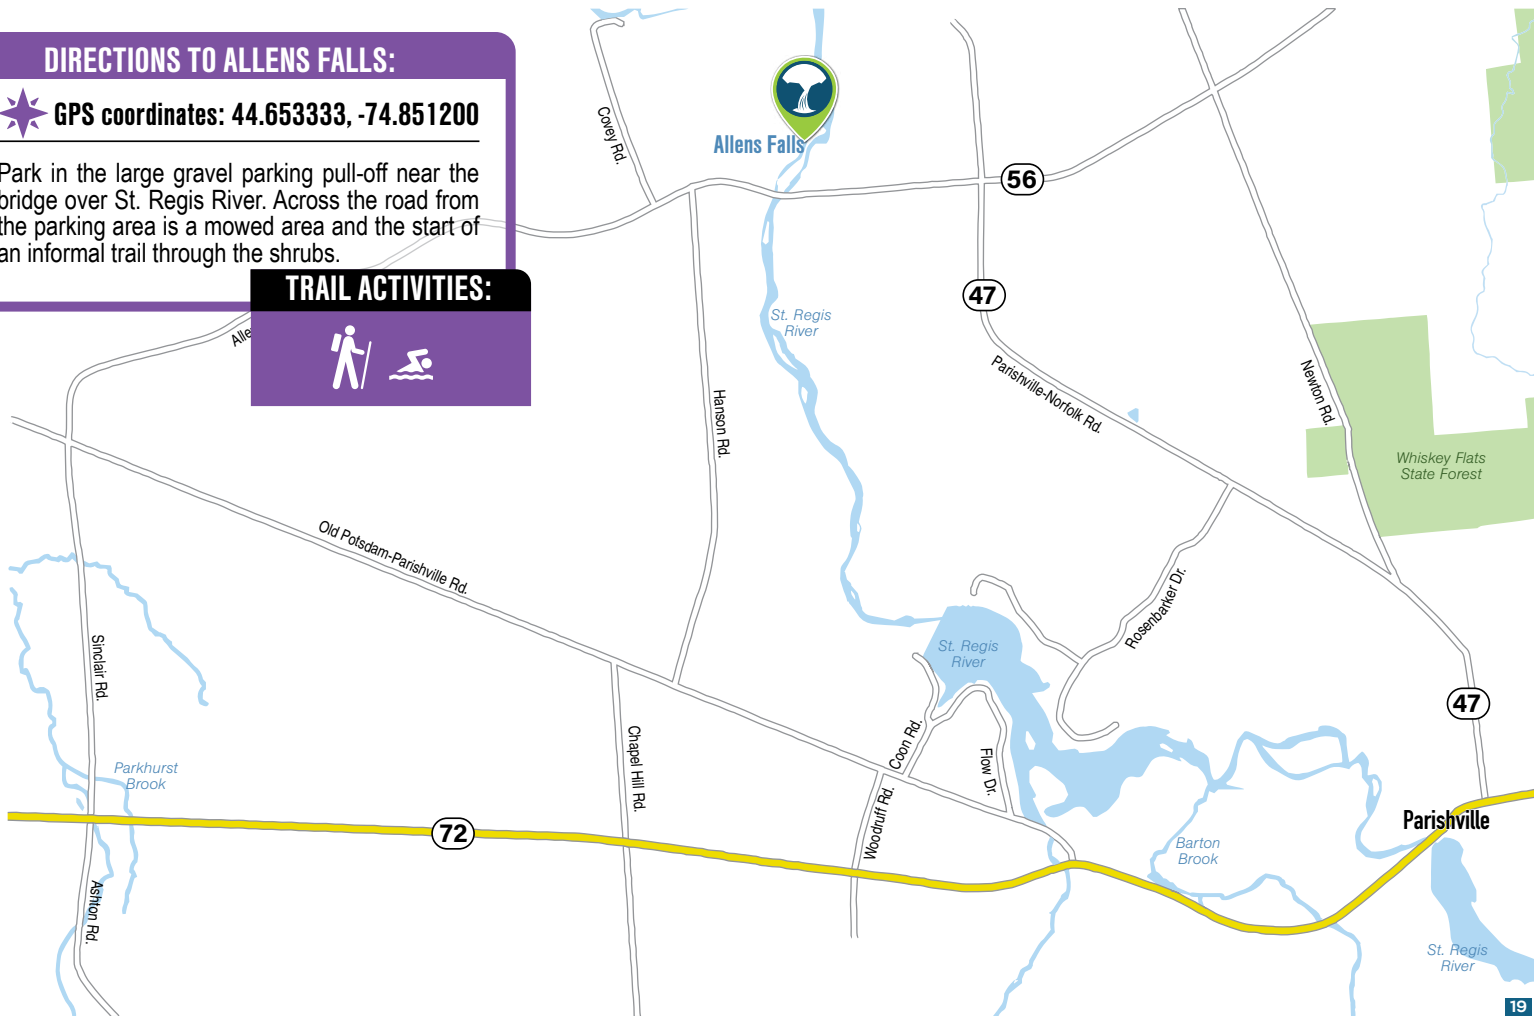 DIRECTIONS TO ALLENS FALLS:
GPS coordinates: 44.653333, -74.851200
Park in the large gravel parking pull-off near the
bridge over St. Regis River. Across the road from
the parking area is a mowed area and the start of
an informal trail through the shrubs.
TRAIL ACTIVITIES:
Covey Rd.
Allens Falls
56
47
St. Regis
River
Parishville-Norfolk Rd.
Newton Rd.
Hanson Rd.
Whiskey Flats
State Forest
Old Potsdam-Parishville Rd.
Rosenbarker Dr.
Sinclair Rd.
St. Regis
River
47
Coon Rd.
Flow Dr.
Chapel Hill Rd.
Parkhurst
Brook
Woodruff Rd.
72
Parishville
Barton
Brook
Ashton Rd.
St. Regis
River
19